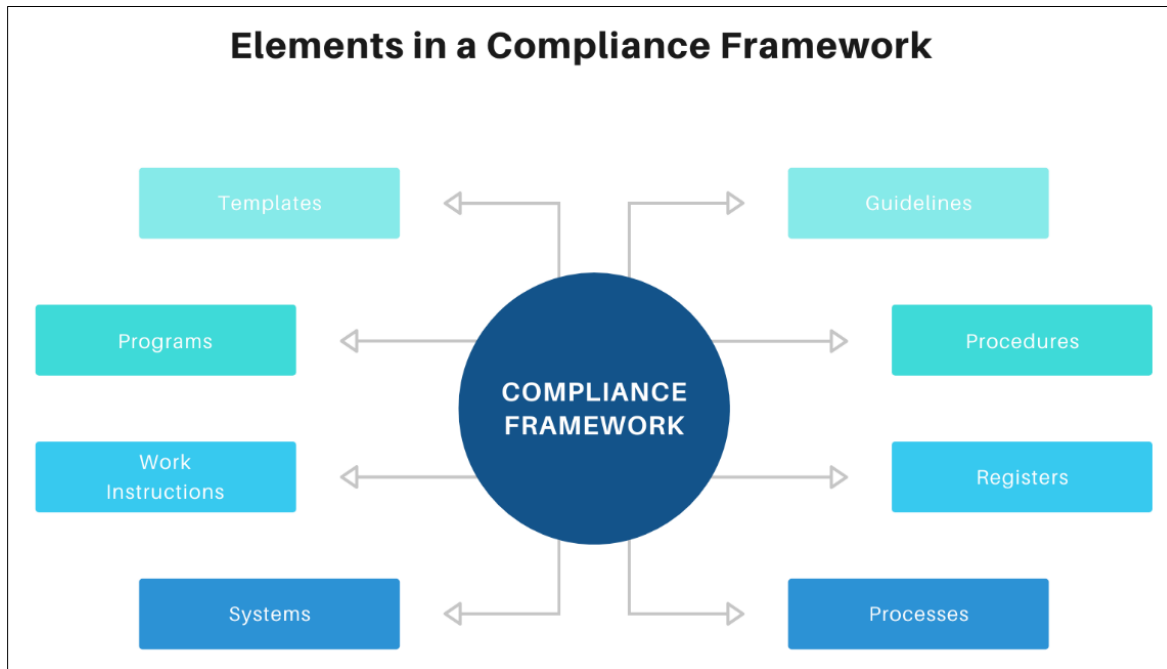 Elements in a Compliance Framework
Templates
Guidelines
Programs
Procedures
COMPLIANCE
FRAMEWORK
Work
Instructions
Registers
Systems
Processes